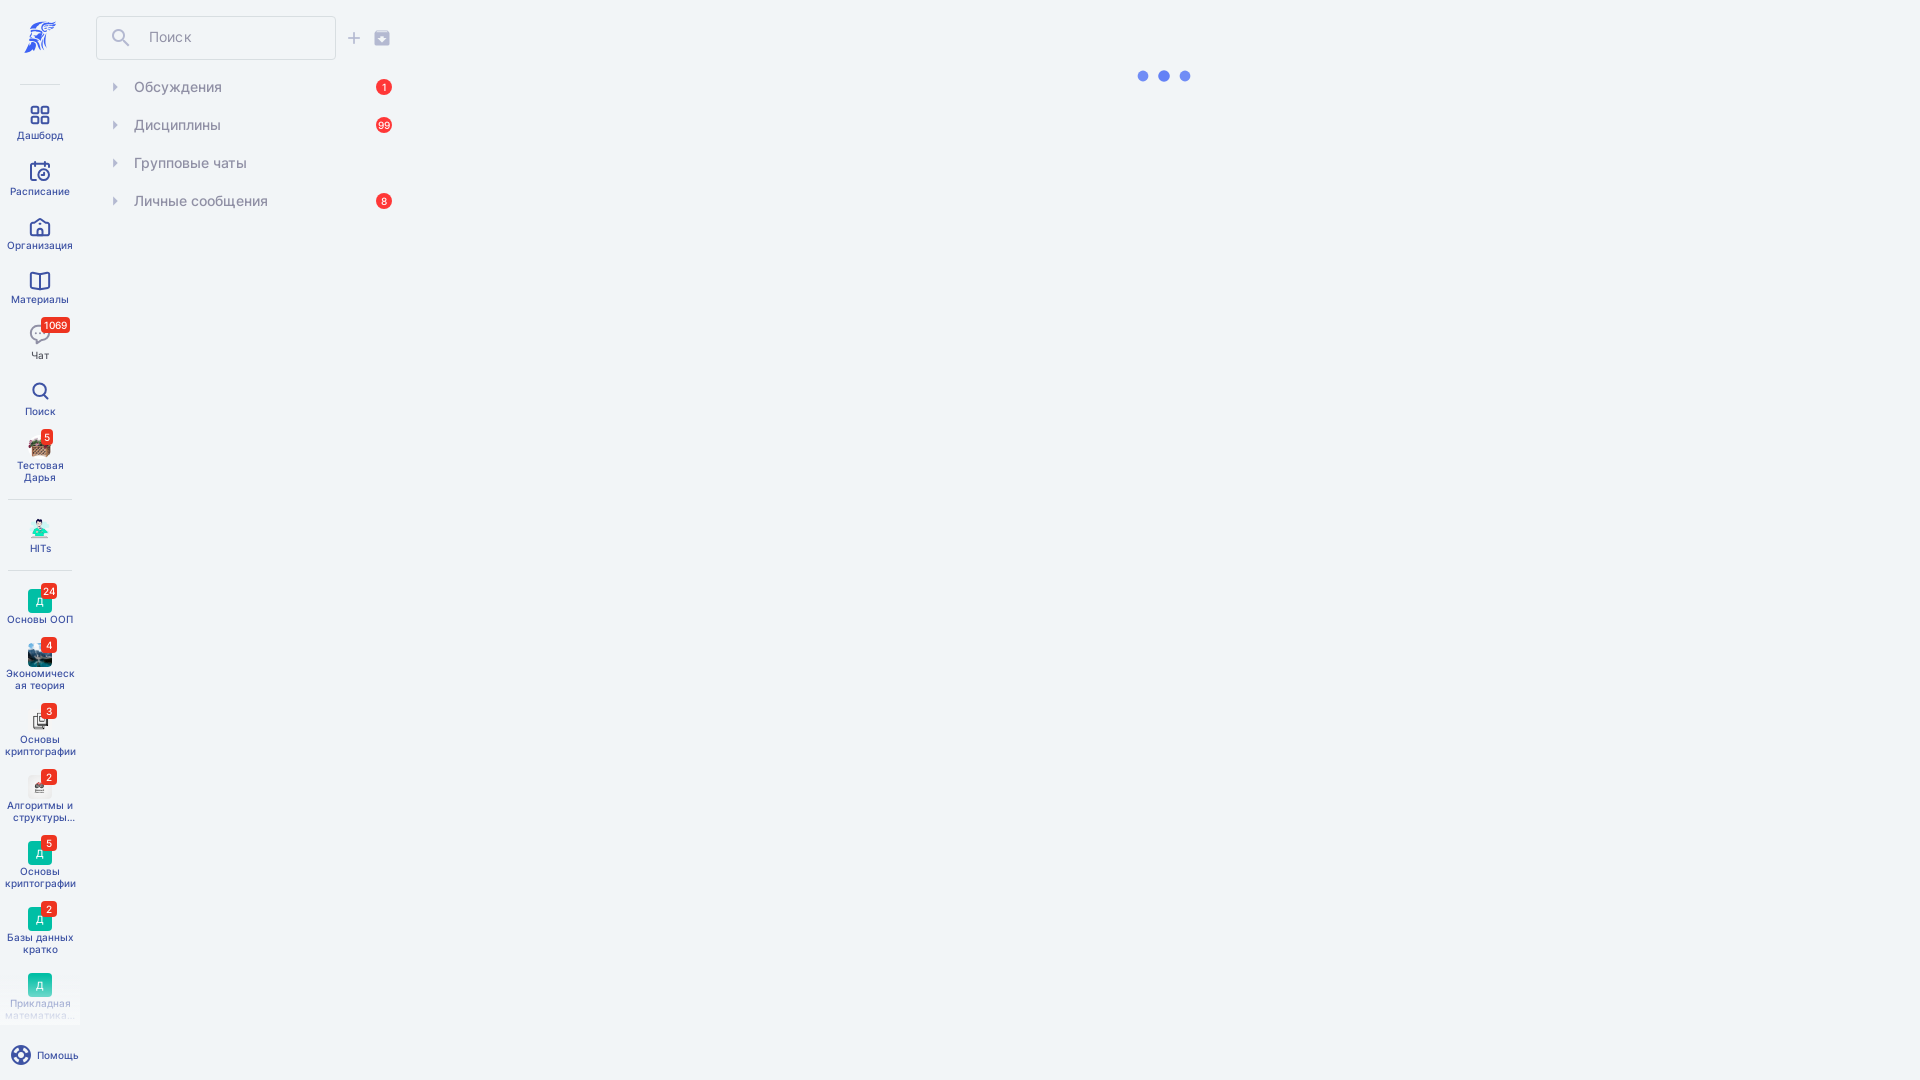 Поиск
Обсуждения
1
Дисциплины
99
Групповые чаты
Личные сообщения
8
Дашборд
Расписание
Организация
Материалы
1069
Чат
Поиск
5
Тестовая
Дарья
HITs
24
Д
Основы ООП
4
Экономическ
ая теория
3
Основы
криптографии
2
Алгоритмы и
структуры...
5
Д
Основы
криптографии
2
Д
Базы данных
кратко
Д
Прикладная
математика...
Помощь